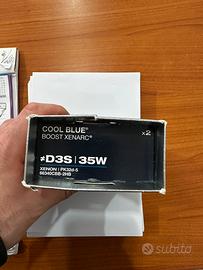 COOL BLUE®
BOOST XENARC®
x2
≠D3S | 35W
XENON | PK32d-5
66340CBB-2HB
subito